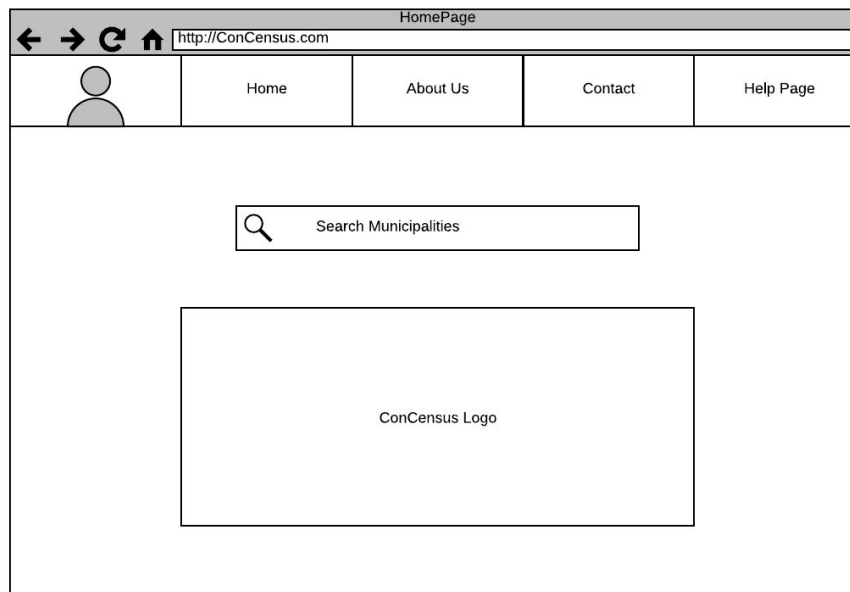 HomePage
http://ConCensus.com
Home
About Us
Contact
Help Page
Search Municipalities
ConCensus Logo